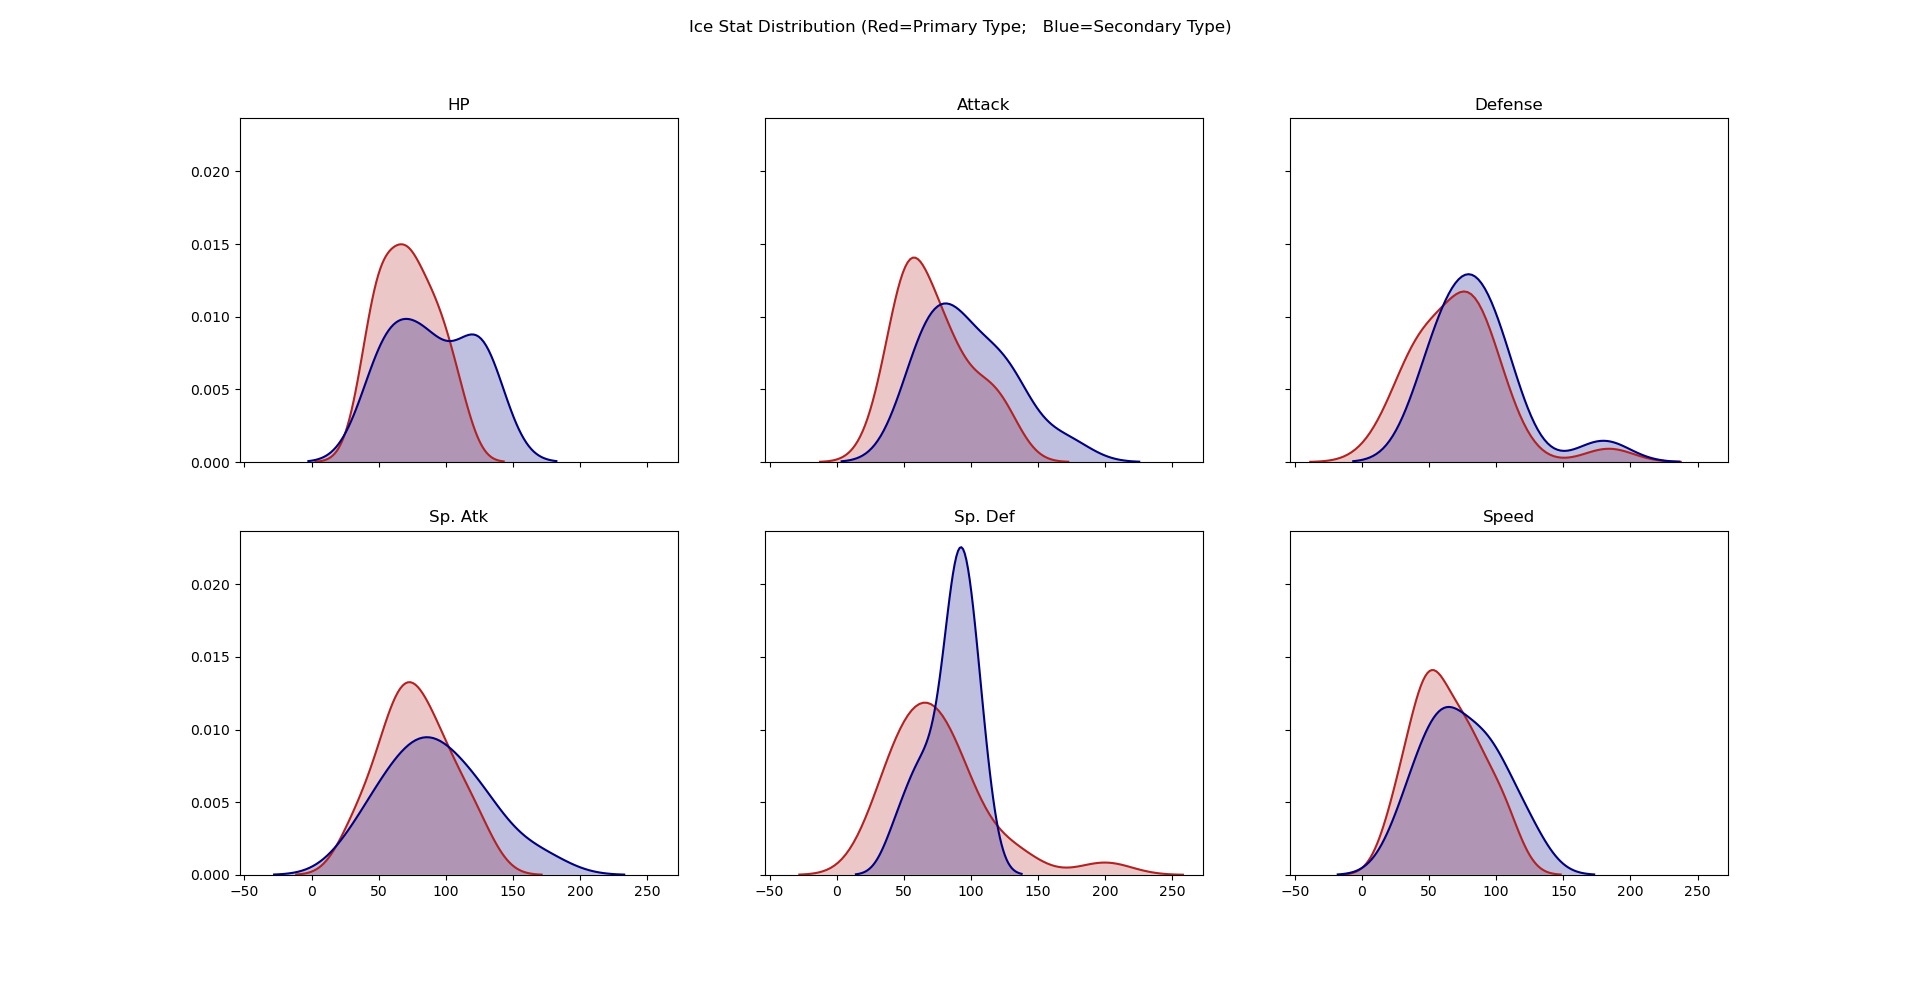 Ice Stat Distribution (Red=Primary Type;   Blue=Secondary Type)
HP
Attack
Defense
0.020
0.015
0.010
0.005
0.000
Sp. Atk
Sp. Def
Speed
0.020
0.015
0.010
0.005
0.000
−50 0 50 100 150 200 250
−50 0 50 100 150 200 250
−50 0 50 100 150 200 250